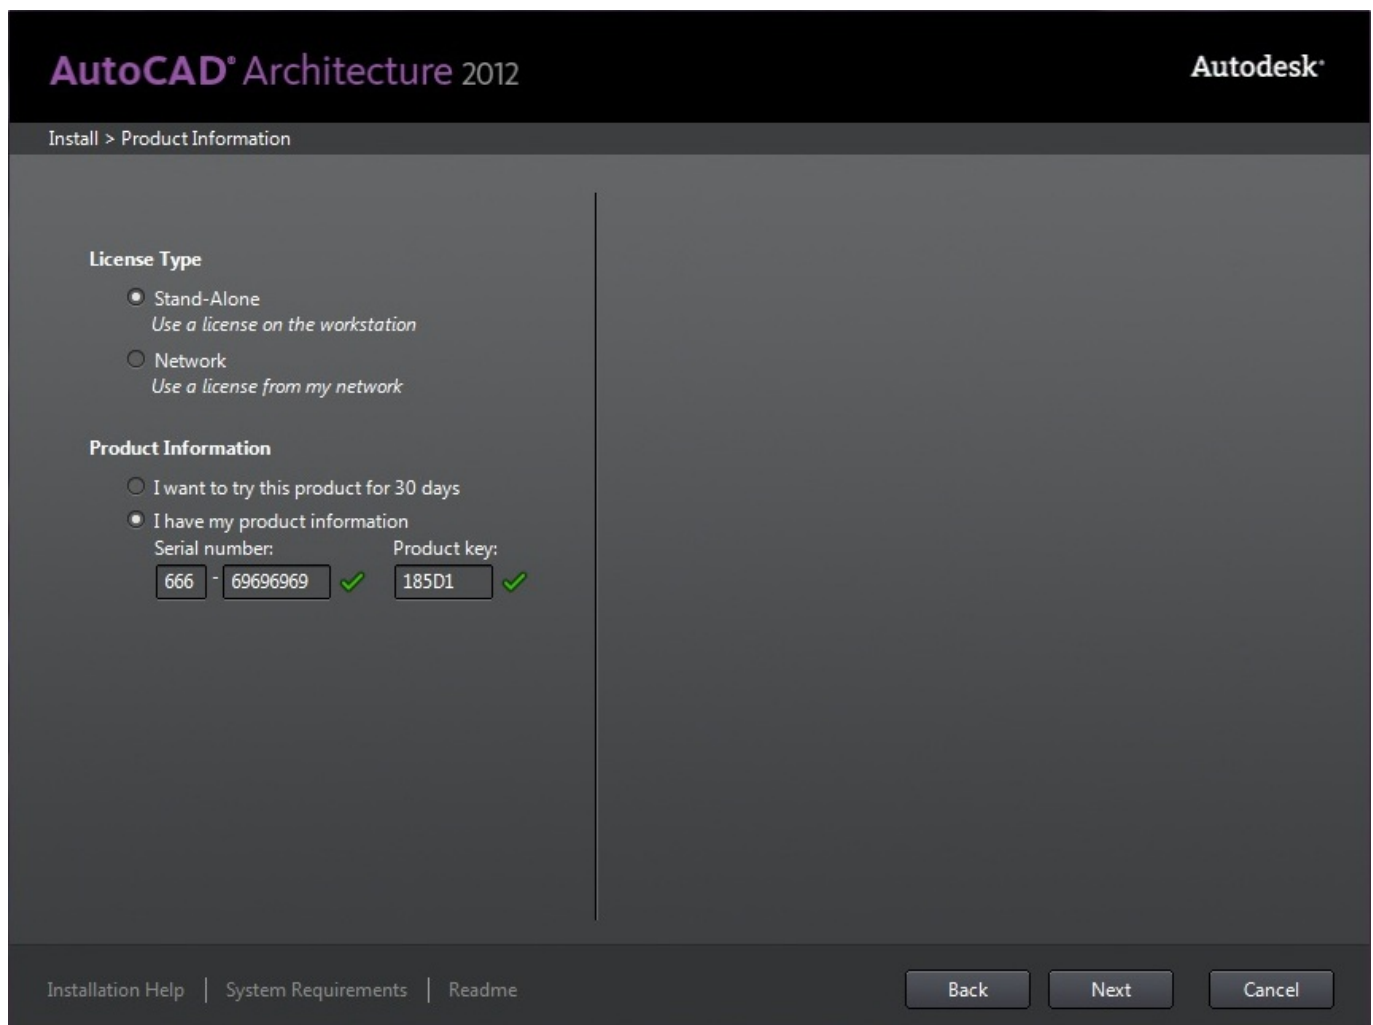 AutoCAD® Architecture 2012
Autodesk®
Install > Product Information
License Type
Stand-Alone
Use a license on the workstation
Network
Use a license from my network
Product Information
I want to try this product for 30 days
I have my product information
Serial number: Product key:
666 - 69696969 185D1
Installation Help | System Requirements | Readme
Back Next Cancel